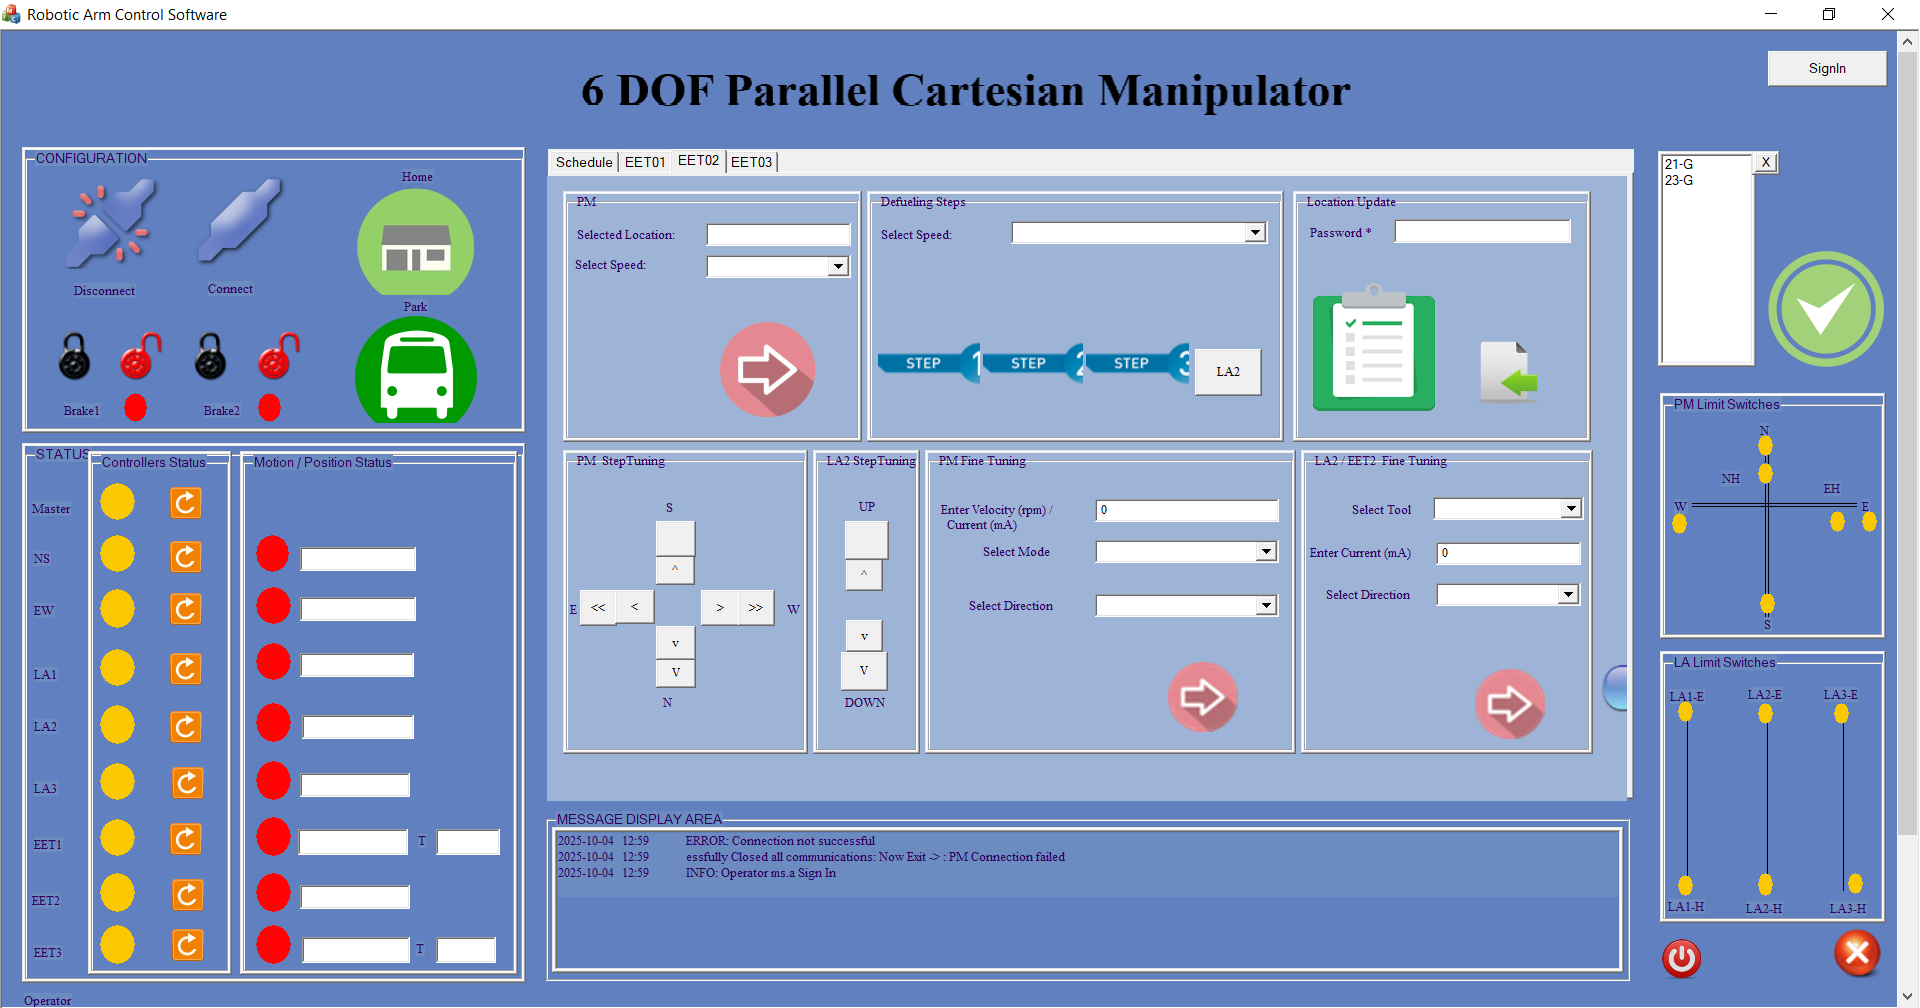 Robotic Arm Control Software
SignIn
6 DOF Parallel Cartesian Manipulator
CONFIGURATION
Home
Disconnect
Connect
Park
Brake1
Brake2
STATUS
Controllers Status
Motion / Position Status
Master
NS
EW
LA1
LA2
LA3
EET1
T
EET2
EET3
T
Operator
Schedule
EET01
EET02
EET03
PM
Selected Location:
Select Speed:
Defueling Steps
Select Speed:
STEP 1
STEP 2
STEP 3
LA2
Location Update
Password *
PM StepTuning
S
^
E
<<
<
>
>>
W
v
V
N
LA2 StepTuning
UP
^
v
V
DOWN
PM Fine Tuning
Enter Velocity (rpm) /
Current (mA)
0
Select Mode
Select Direction
LA2 / EET2 Fine Tuning
Select Tool
Enter Current (mA)
0
Select Direction
MESSAGE DISPLAY AREA
2025-10-04 12:59 ERROR: Connection not successful
2025-10-04 12:59 essfully Closed all communications: Now Exit -> : PM Connection failed
2025-10-04 12:59 INFO: Operator ms.a Sign In
21-G
23-G
X
PM Limit Switches
N
NH
EH
W
E
S
LA Limit Switches
LA1-E
LA2-E
LA3-E
LA1-H
LA2-H
LA3-H